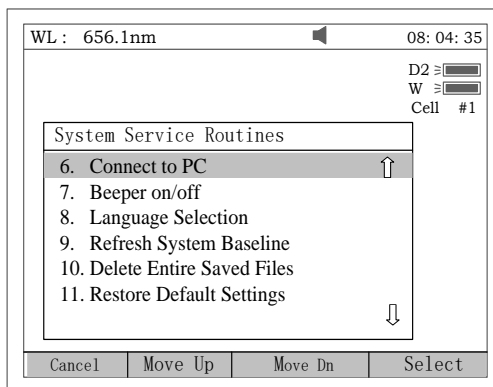 WL : 656.1nm 08: 04: 35
D2
W
Cell #1
System Service Routines
6. Connect to PC
7. Beeper on/off
8. Language Selection
9. Refresh System Baseline
10. Delete Entire Saved Files
11. Restore Default Settings
Cancel Move Up Move Dn Select